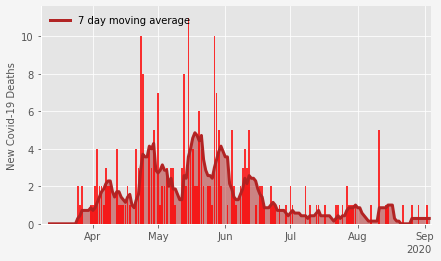 7 day moving average
New Covid-19 Deaths
10
8
6
4
2
0
Apr
May
Jun
Jul
Aug
Sep
2020